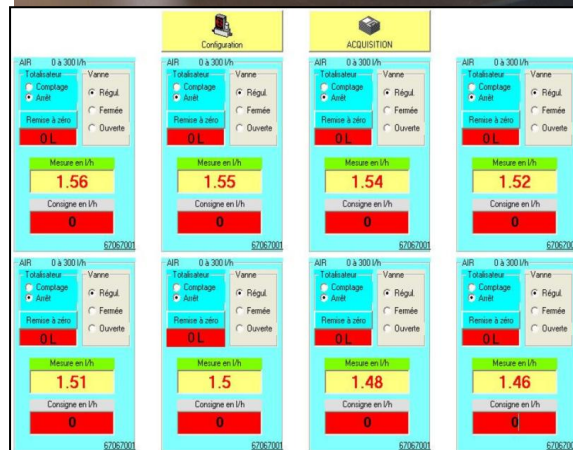 Configuration
ACQUISITION
AIR 0 à 300 l/h
Totalisateur
Vanne
Comptage
Arrêt
Régul.
Fermée
Ouverte
Remise à zéro
0 L
Mesure en l/h
1.56
Consigne en l/h
0
67067001
AIR 0 à 300 l/h
Totalisateur
Vanne
Comptage
Arrêt
Régul.
Fermée
Ouverte
Remise à zéro
0 L
Mesure en l/h
1.55
Consigne en l/h
0
67067001
AIR 0 à 300 l/h
Totalisateur
Vanne
Comptage
Arrêt
Régul.
Fermée
Ouverte
Remise à zéro
0 L
Mesure en l/h
1.54
Consigne en l/h
0
67067001
AIR 0 à 300 l/h
Totalisateur
Vanne
Comptage
Arrêt
Régul.
Fermée
Ouverte
Remise à zéro
0 L
Mesure en l/h
1.52
Consigne en l/h
0
67067001
AIR 0 à 300 l/h
Totalisateur
Vanne
Comptage
Arrêt
Régul.
Fermée
Ouverte
Remise à zéro
0 L
Mesure en l/h
1.51
Consigne en l/h
0
67067001
AIR 0 à 300 l/h
Totalisateur
Vanne
Comptage
Arrêt
Régul.
Fermée
Ouverte
Remise à zéro
0 L
Mesure en l/h
1.5
Consigne en l/h
0
67067001
AIR 0 à 300 l/h
Totalisateur
Vanne
Comptage
Arrêt
Régul.
Fermée
Ouverte
Remise à zéro
0 L
Mesure en l/h
1.48
Consigne en l/h
0
67067001
AIR 0 à 300 l/h
Totalisateur
Vanne
Comptage
Arrêt
Régul.
Fermée
Ouverte
Remise à zéro
0 L
Mesure en l/h
1.46
Consigne en l/h
0
6706700